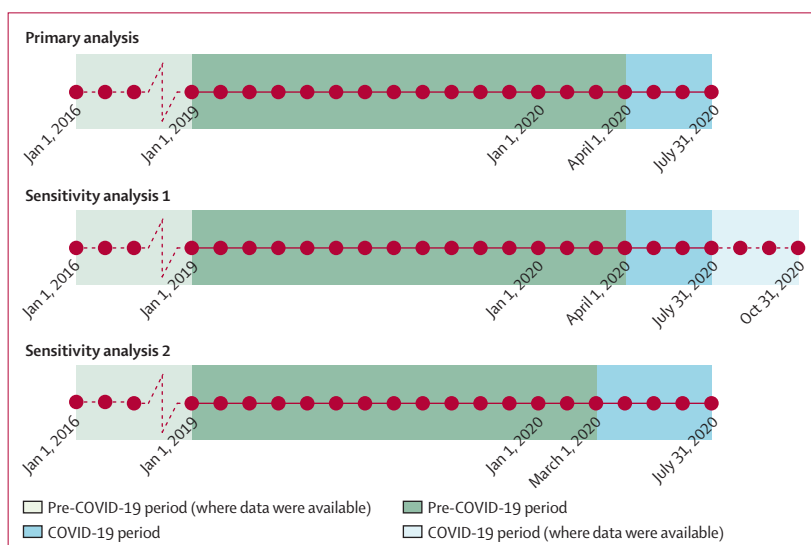 Primary analysis
Jan 1, 2016
Jan 1, 2019
Jan 1, 2020
April 1, 2020
July 31, 2020
Sensitivity analysis 1
Jan 1, 2016
Jan 1, 2019
Jan 1, 2020
April 1, 2020
July 31, 2020
Oct 31, 2020
Sensitivity analysis 2
Jan 1, 2016
Jan 1, 2019
Jan 1, 2020
March 1, 2020
July 31, 2020
Pre-COVID-19 period (where data were available)
Pre-COVID-19 period
COVID-19 period
COVID-19 period (where data were available)